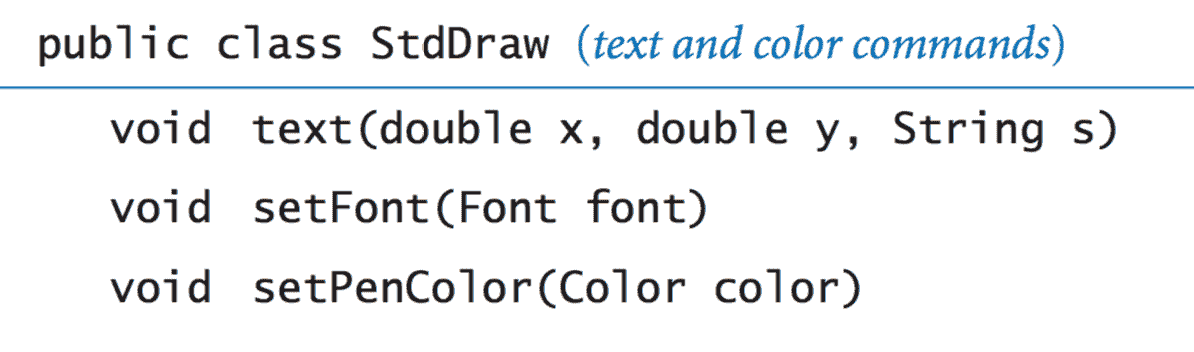 public class StdDraw (text and color commands)
void text(double x, double y, String s)
void setFont(Font font)
void setPenColor(Color color)